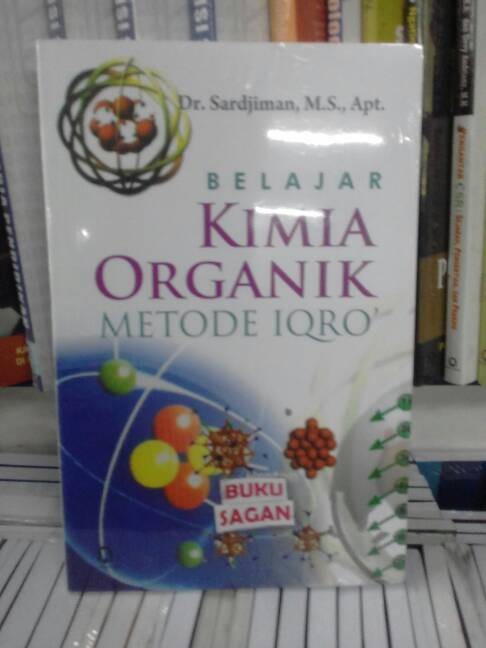 Dr. Sardjiman, M.S., Apt.
BELAJAR
KIMIA
ORGANIK
METODE IQRO'
BUKU
SAGAN